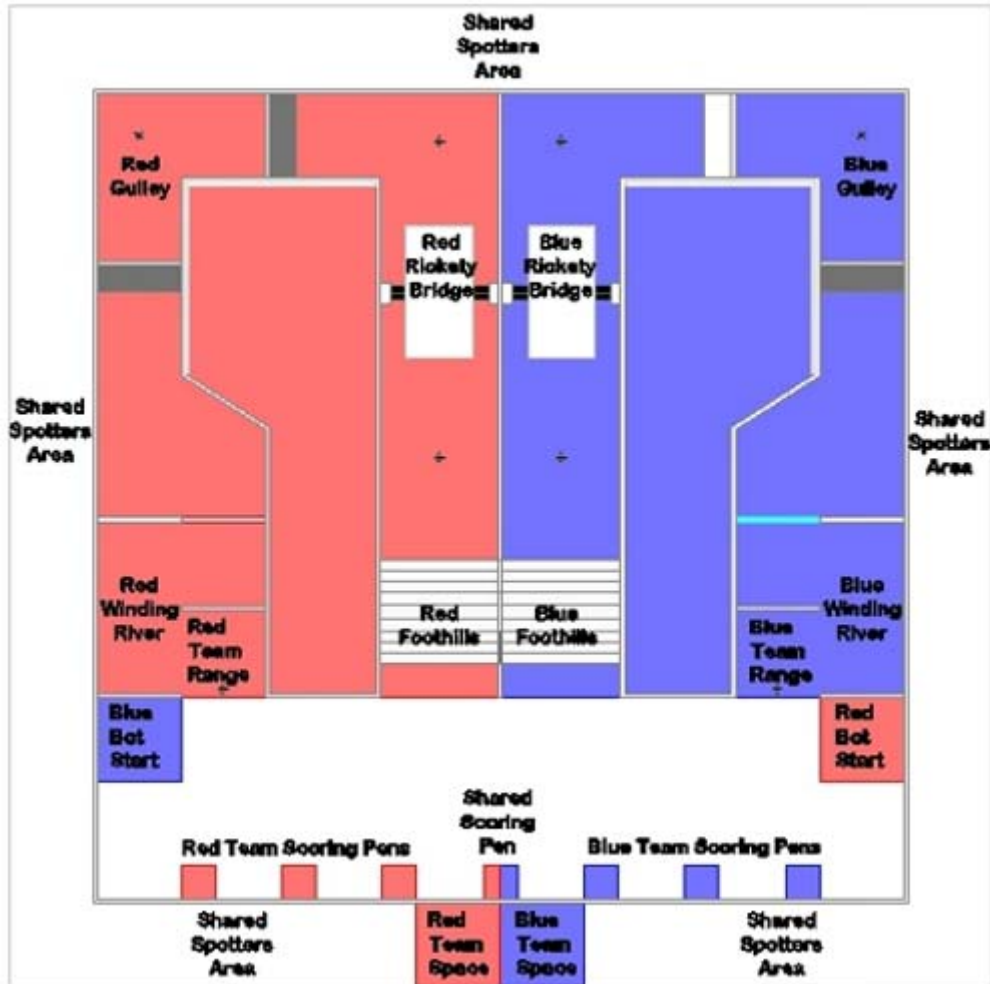 Shared
Spotters
Area
Red
Gulley
Blue
Gulley
Red
Rickety
Bridge
Blue
Rickety
Bridge
Shared
Spotters
Area
Shared
Spotters
Area
Red
Winding
River
Red
Team
Range
Red
Foothills
Blue
Foothills
Blue
Team
Range
Blue
Winding
River
Blue
Bot
Start
Red
Bot
Start
Shared
Scoring
Pen
Red Team Scoring Pens
Blue Team Scoring Pens
Shared
Spotters
Area
Red
Team
Space
Blue
Team
Space
Shared
Spotters
Area